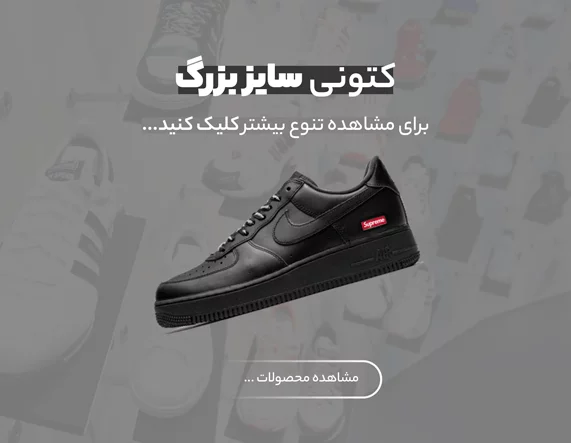 کتونی سایز بزرگ
برای مشاهده تنوع بیشتر کلیک کنید...
Supreme
مشاهده محصولات ...